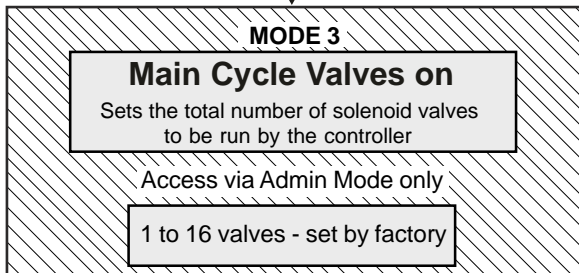 MODE 3
Main Cycle Valves on
Sets the total number of solenoid valves
to be run by the controller
Access via Admin Mode only
1 to 16 valves - set by factory